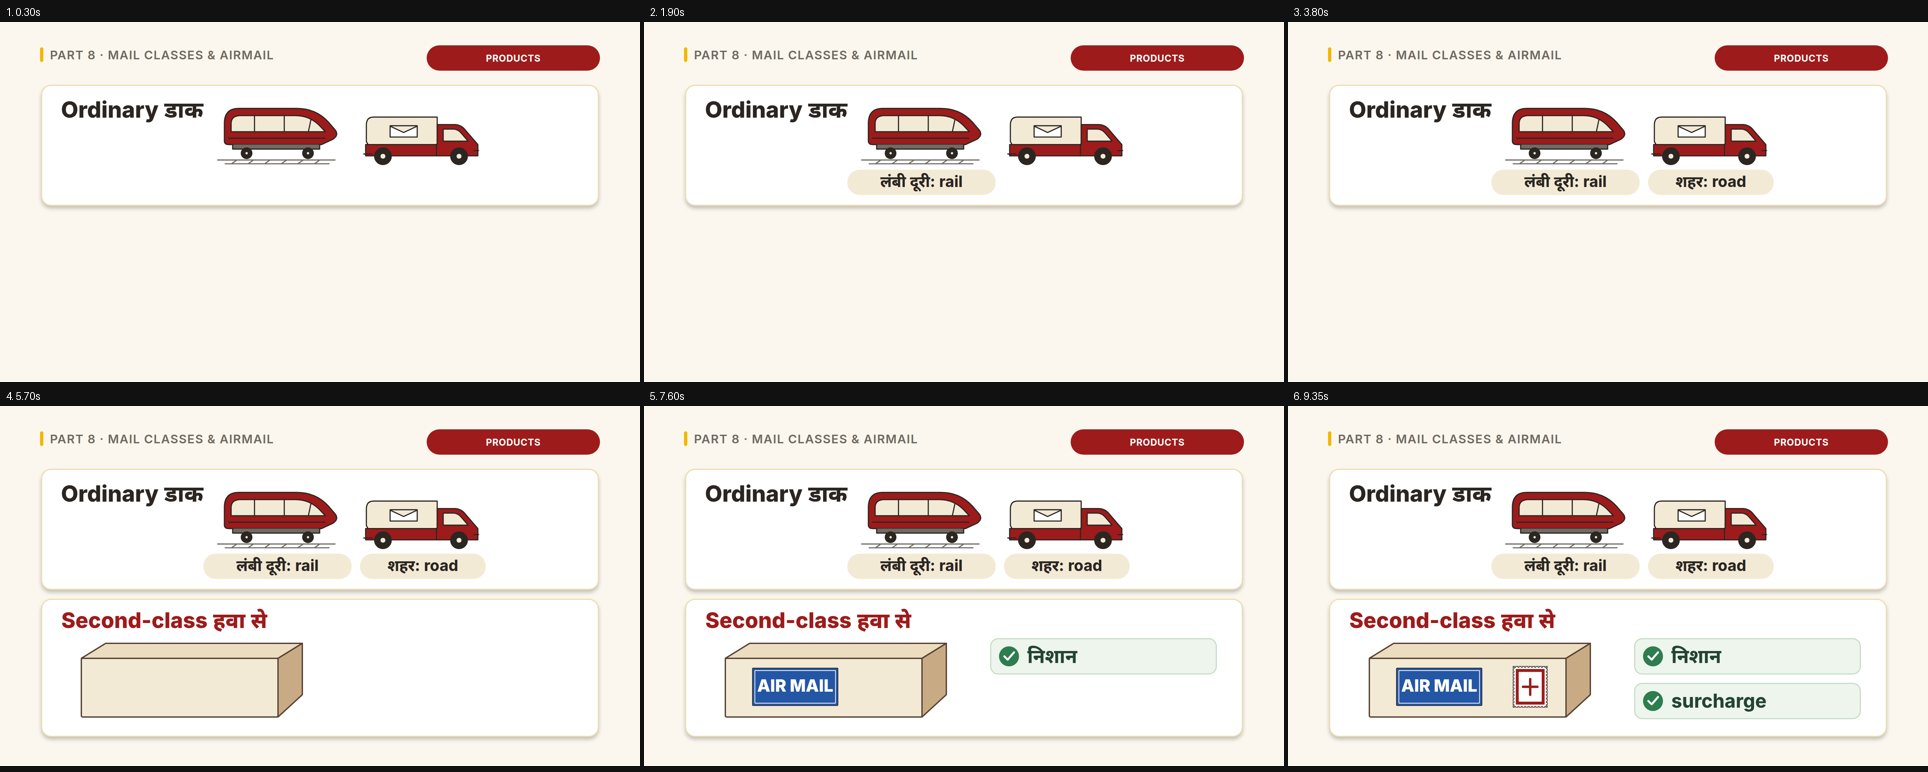 1. 0.30s
PART 8 · MAIL CLASSES & AIRMAIL
PRODUCTS
Ordinary डाक
2. 1.90s
PART 8 · MAIL CLASSES & AIRMAIL
PRODUCTS
Ordinary डाक
लंबी दूरी: rail
3. 3.80s
PART 8 · MAIL CLASSES & AIRMAIL
PRODUCTS
Ordinary डाक
लंबी दूरी: rail
शहर: road
4. 5.70s
PART 8 · MAIL CLASSES & AIRMAIL
PRODUCTS
Ordinary डाक
लंबी दूरी: rail
शहर: road
Second-class हवा से
5. 7.60s
PART 8 · MAIL CLASSES & AIRMAIL
PRODUCTS
Ordinary डाक
लंबी दूरी: rail
शहर: road
Second-class हवा से
AIR MAIL
निशान
6. 9.35s
PART 8 · MAIL CLASSES & AIRMAIL
PRODUCTS
Ordinary डाक
लंबी दूरी: rail
शहर: road
Second-class हवा से
AIR MAIL
निशान
surcharge